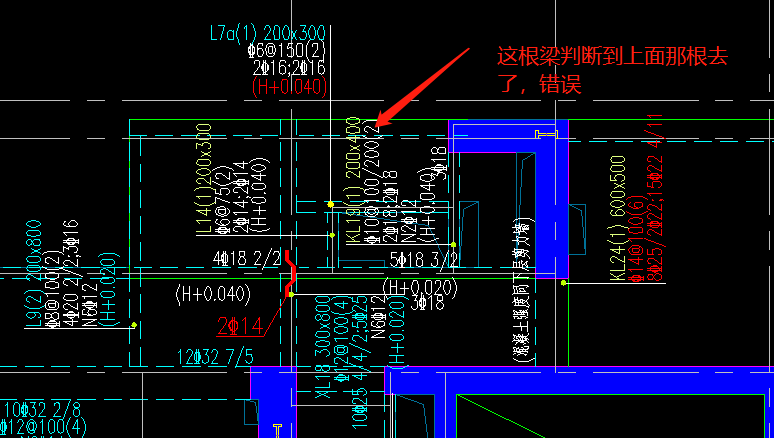 L7a(1) 200x300
Φ6@150(2)
2Φ16;2Φ16
(H+0.040)
这根梁判断到上面那根去
了，错误
L14(1)200x300
Φ6@75(2)
2Φ14;2Φ14
(H+0.040)
KL19(1) 200x400
Φ10@100/200(2)
2Φ18;2Φ18
N2Φ12
(H+0.040)
3Φ18
KL24(1) 600x500
Φ14@100(6)
8Φ25/2Φ22;15Φ22 4/11
L9(2) 200x800
Φ8@100(2)
4Φ20 2/2;3Φ16
N6Φ12
(H+0.020)
4Φ18 2/2
5Φ18 3/2
(H+0.040)
(H+0.020)
3Φ18
2Φ14
(混凝土强度同下层剪力墙)
12Φ32 7/5
XL18 300x800
Φ12@100(4)
10Φ25 4/4/2;5Φ25
N6Φ12
(H+0.020)
10Φ32 2/8
Φ12@100(4)